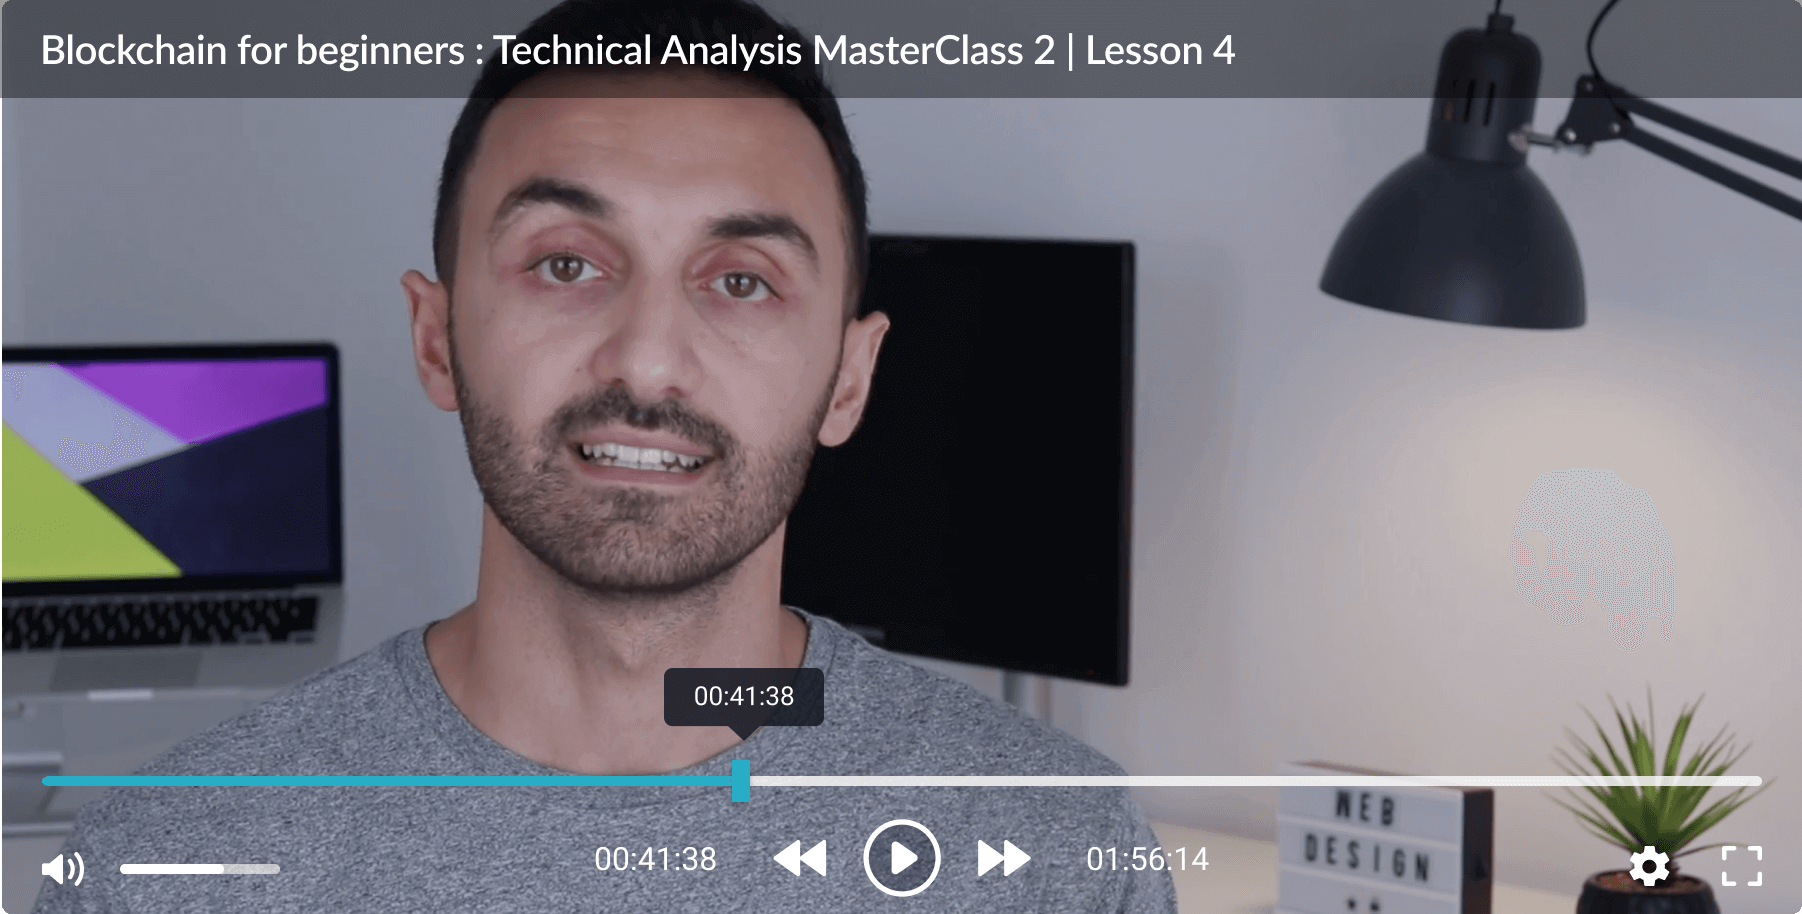 Blockchain for beginners : Technical Analysis MasterClass 2 | Lesson 4
00:41:38
00:41:38
01:56:14
WEB
DESIGN